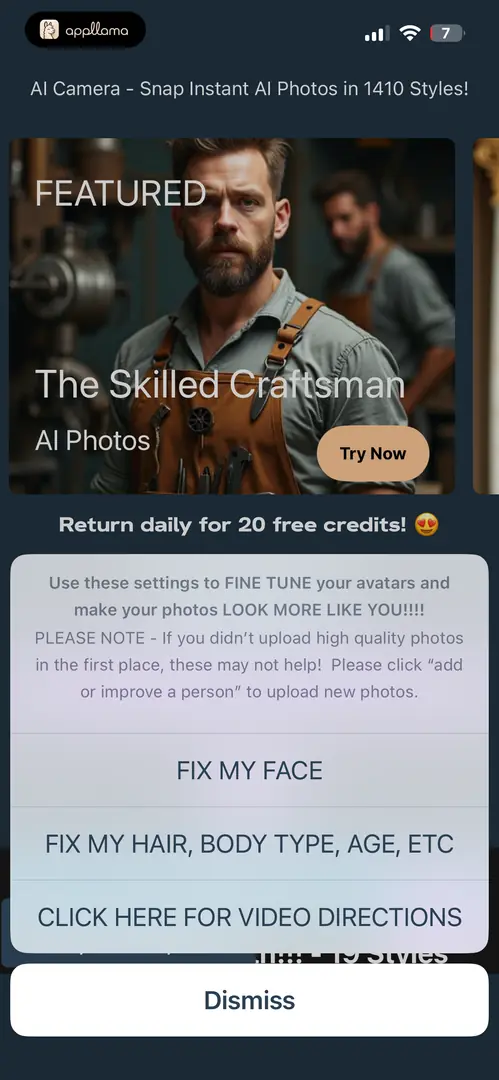 appllama
7
AI Camera - Snap Instant AI Photos in 1410 Styles!
FEATURED
The Skilled Craftsman
AI Photos
Try Now
Return daily for 20 free credits! 😍
Use these settings to FINE TUNE your avatars and
make your photos LOOK MORE LIKE YOU!!!!
PLEASE NOTE - If you didn’t upload high quality photos
in the first place, these may not help!  Please click “add
or improve a person” to upload new photos.
FIX MY FACE
FIX MY HAIR, BODY TYPE, AGE, ETC
CLICK HERE FOR VIDEO DIRECTIONS
!!! - 19 Styles
Dismiss